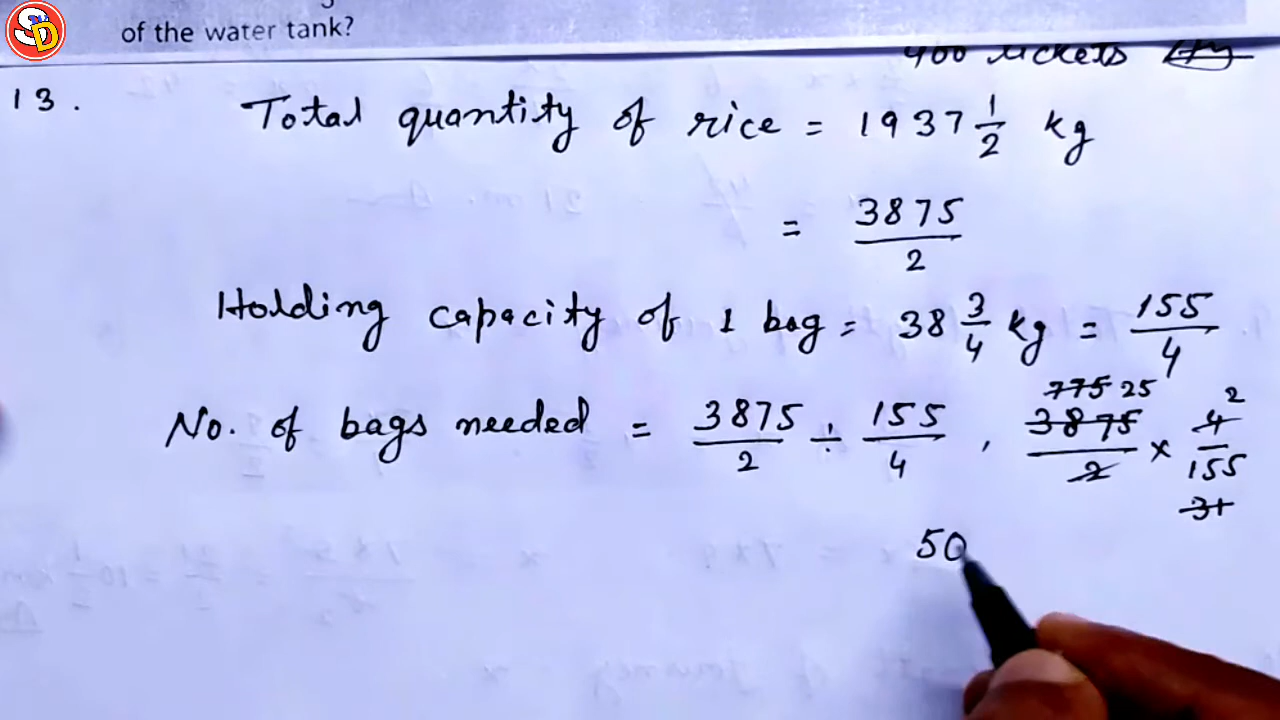 SD
of the water tank?
400 tickets
13. Total quantity of rice = 1937 1/2 kg
= 3875/2
Holding capacity of 1 bag = 38 3/4 kg = 155/4
No. of bags needed = 3875/2 ÷ 155/4 , 3875/2 × 4/155
775 25 2
31
50